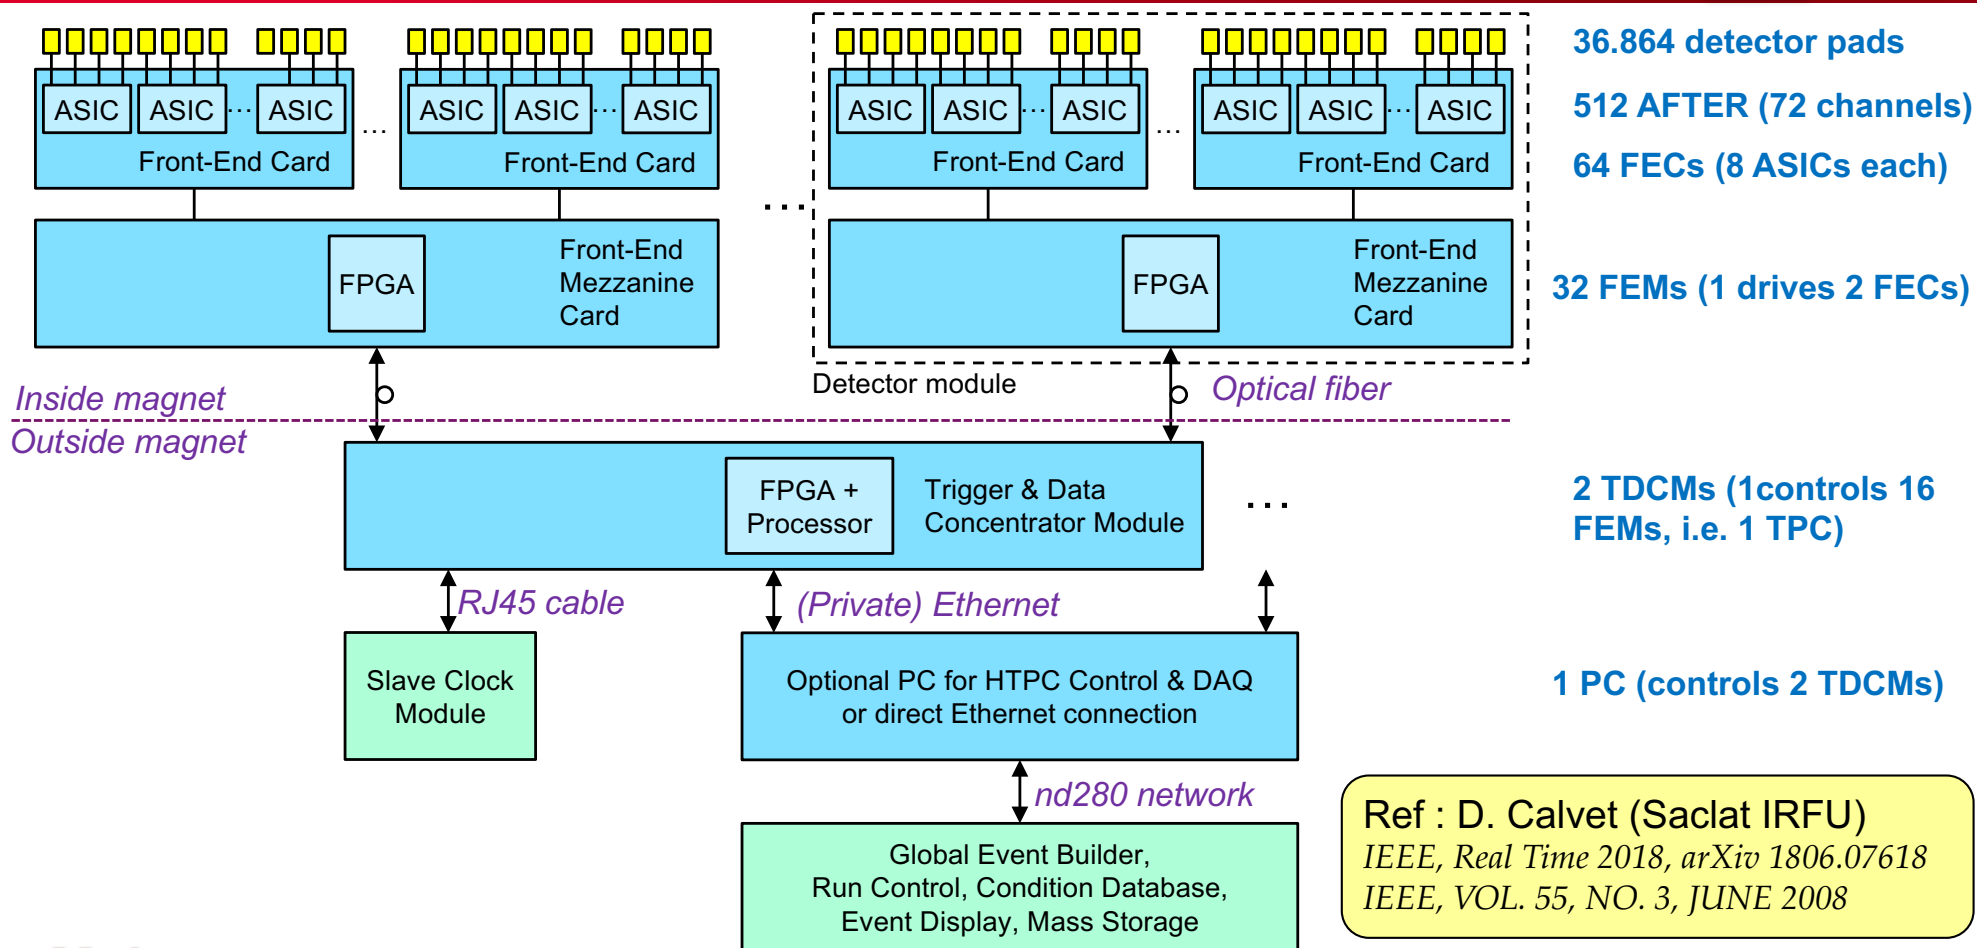 36.864 detector pads
ASIC ASIC ... ASIC ... ASIC ASIC ... ASIC ASIC ASIC ... ASIC ... ASIC ASIC ... ASIC
512 AFTER (72 channels)
Front-End Card Front-End Card Front-End Card Front-End Card
64 FECs (8 ASICs each)
...
FPGA
Front-End
Mezzanine
Card
FPGA
Front-End
Mezzanine
Card
32 FEMs (1 drives 2 FECs)
Detector module
Optical fiber
Inside magnet
Outside magnet
FPGA +
Processor
Trigger & Data
Concentrator Module
...
2 TDCMs (1controls 16
FEMs, i.e. 1 TPC)
RJ45 cable
(Private) Ethernet
Slave Clock
Module
Optional PC for HTPC Control & DAQ
or direct Ethernet connection
1 PC (controls 2 TDCMs)
nd280 network
Global Event Builder,
Run Control, Condition Database,
Event Display, Mass Storage
Ref : D. Calvet (Saclat IRFU)
IEEE, Real Time 2018, arXiv 1806.07618
IEEE, VOL. 55, NO. 3, JUNE 2008